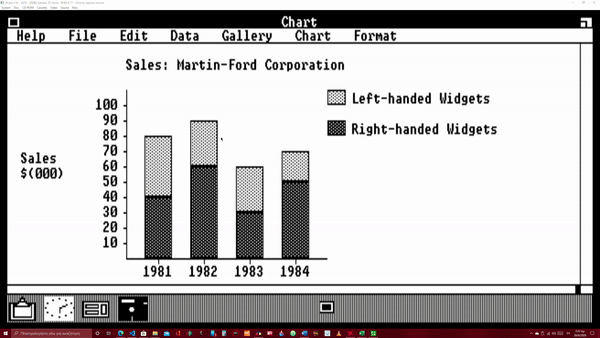 Chart
Help File Edit Data Gallery Chart Format
Sales: Martin-Ford Corporation
Left-handed Widgets
Right-handed Widgets
Sales
$(000)
100
90
80
70
60
50
40
30
20
10
1981 1982 1983 1984